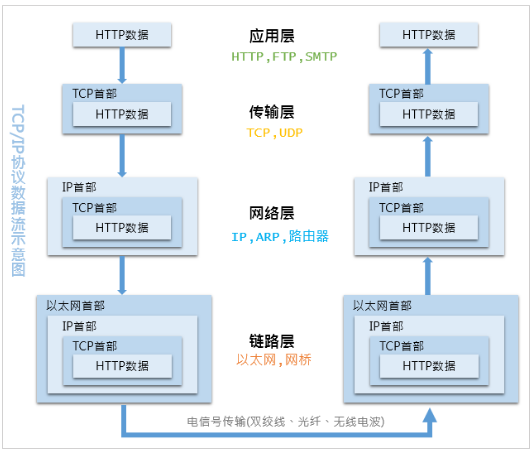 TCP/IP协议数据流示意图
HTTP数据
应用层
HTTP,FTP,SMTP
HTTP数据
TCP首部
HTTP数据
传输层
TCP,UDP
TCP首部
HTTP数据
IP首部
TCP首部
HTTP数据
网络层
IP,ARP,路由器
IP首部
TCP首部
HTTP数据
以太网首部
IP首部
TCP首部
HTTP数据
链路层
以太网,网桥
以太网首部
IP首部
TCP首部
HTTP数据
电信号传输(双绞线、光纤、无线电波)